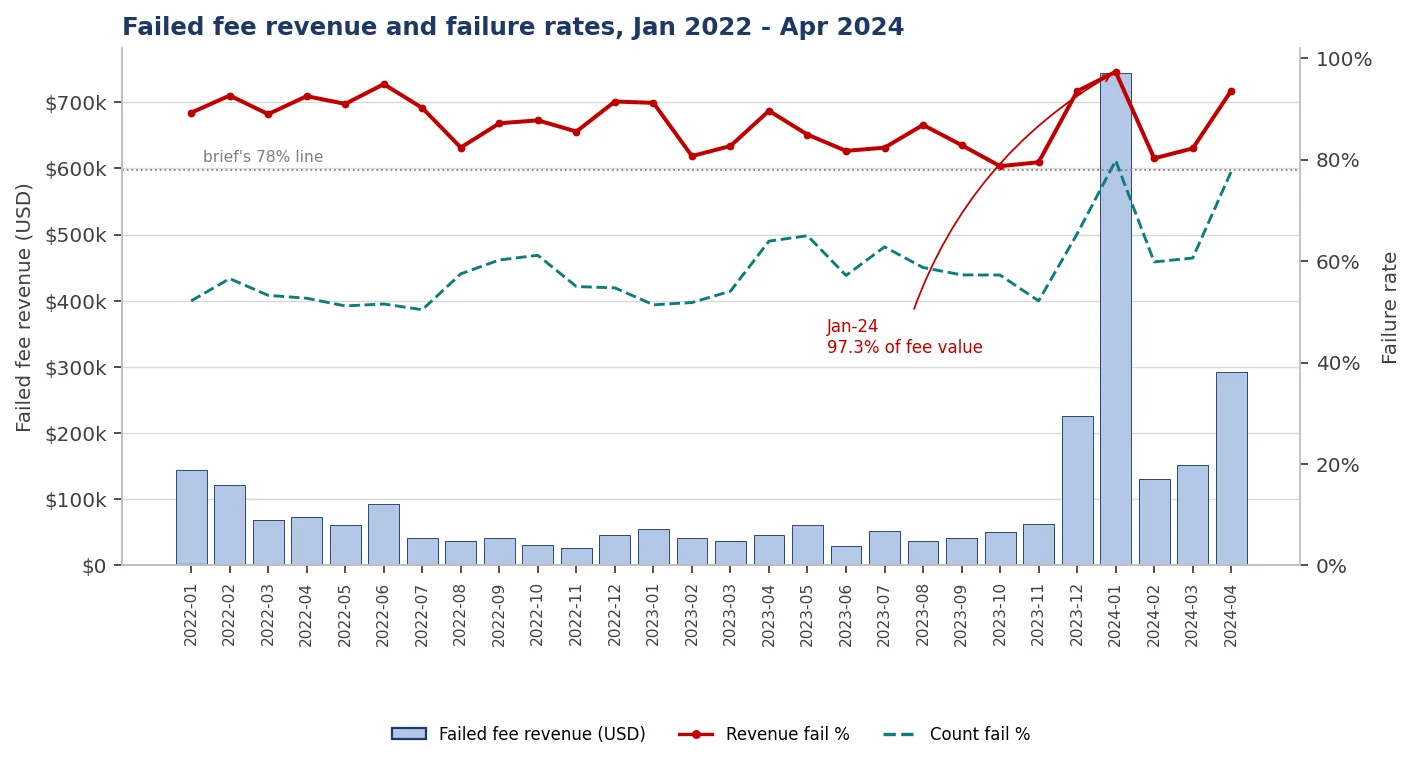 Failed fee revenue and failure rates, Jan 2022 - Apr 2024
Failed fee revenue (USD)
$700k
$600k
$500k
$400k
$300k
$200k
$100k
$0
brief's 78% line
Jan-24
97.3% of fee value
100%
80%
60%
40%
20%
0%
Failure rate
2022-01
2022-02
2022-03
2022-04
2022-05
2022-06
2022-07
2022-08
2022-09
2022-10
2022-11
2022-12
2023-01
2023-02
2023-03
2023-04
2023-05
2023-06
2023-07
2023-08
2023-09
2023-10
2023-11
2023-12
2024-01
2024-02
2024-03
2024-04
Failed fee revenue (USD)
Revenue fail %
Count fail %